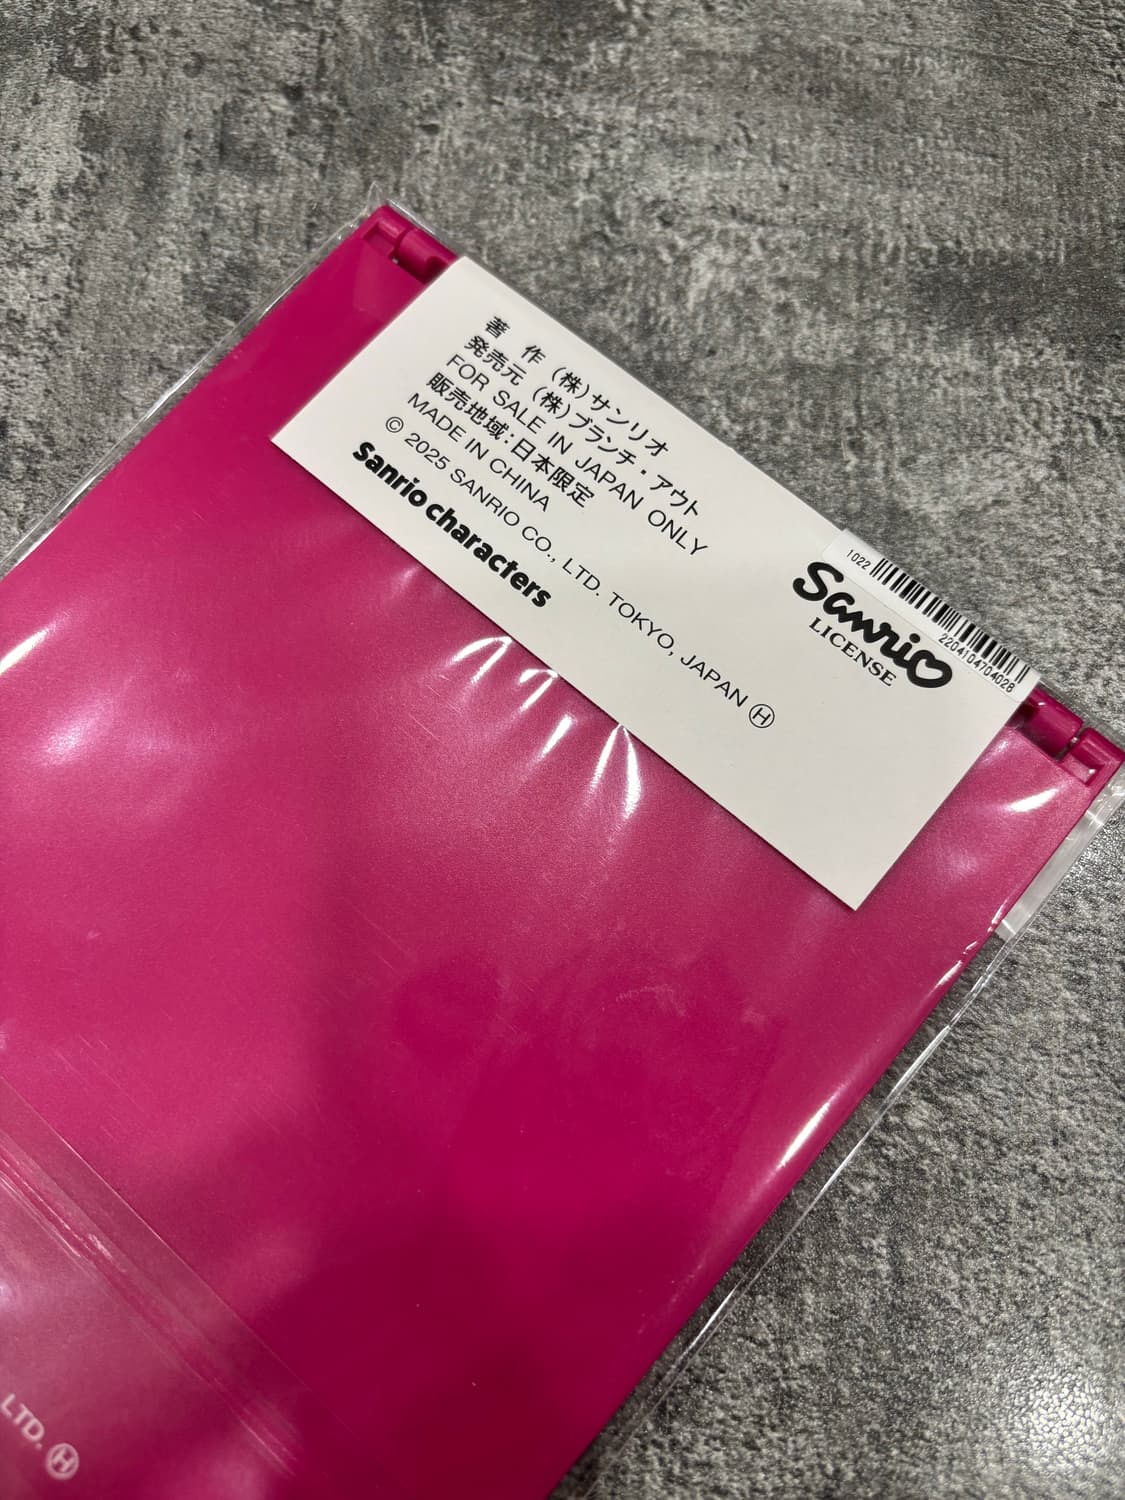 著　作 (株)サンリオ
発売元 (株)ブランチ・アウト
FOR SALE IN JAPAN ONLY
販売地域:日本限定
MADE IN CHINA
© 2025 SANRIO CO., LTD. TOKYO, JAPAN Ⓗ
Sanrio characters
1022
2204104704028
Sanrio
LICENSE
LTD. Ⓗ